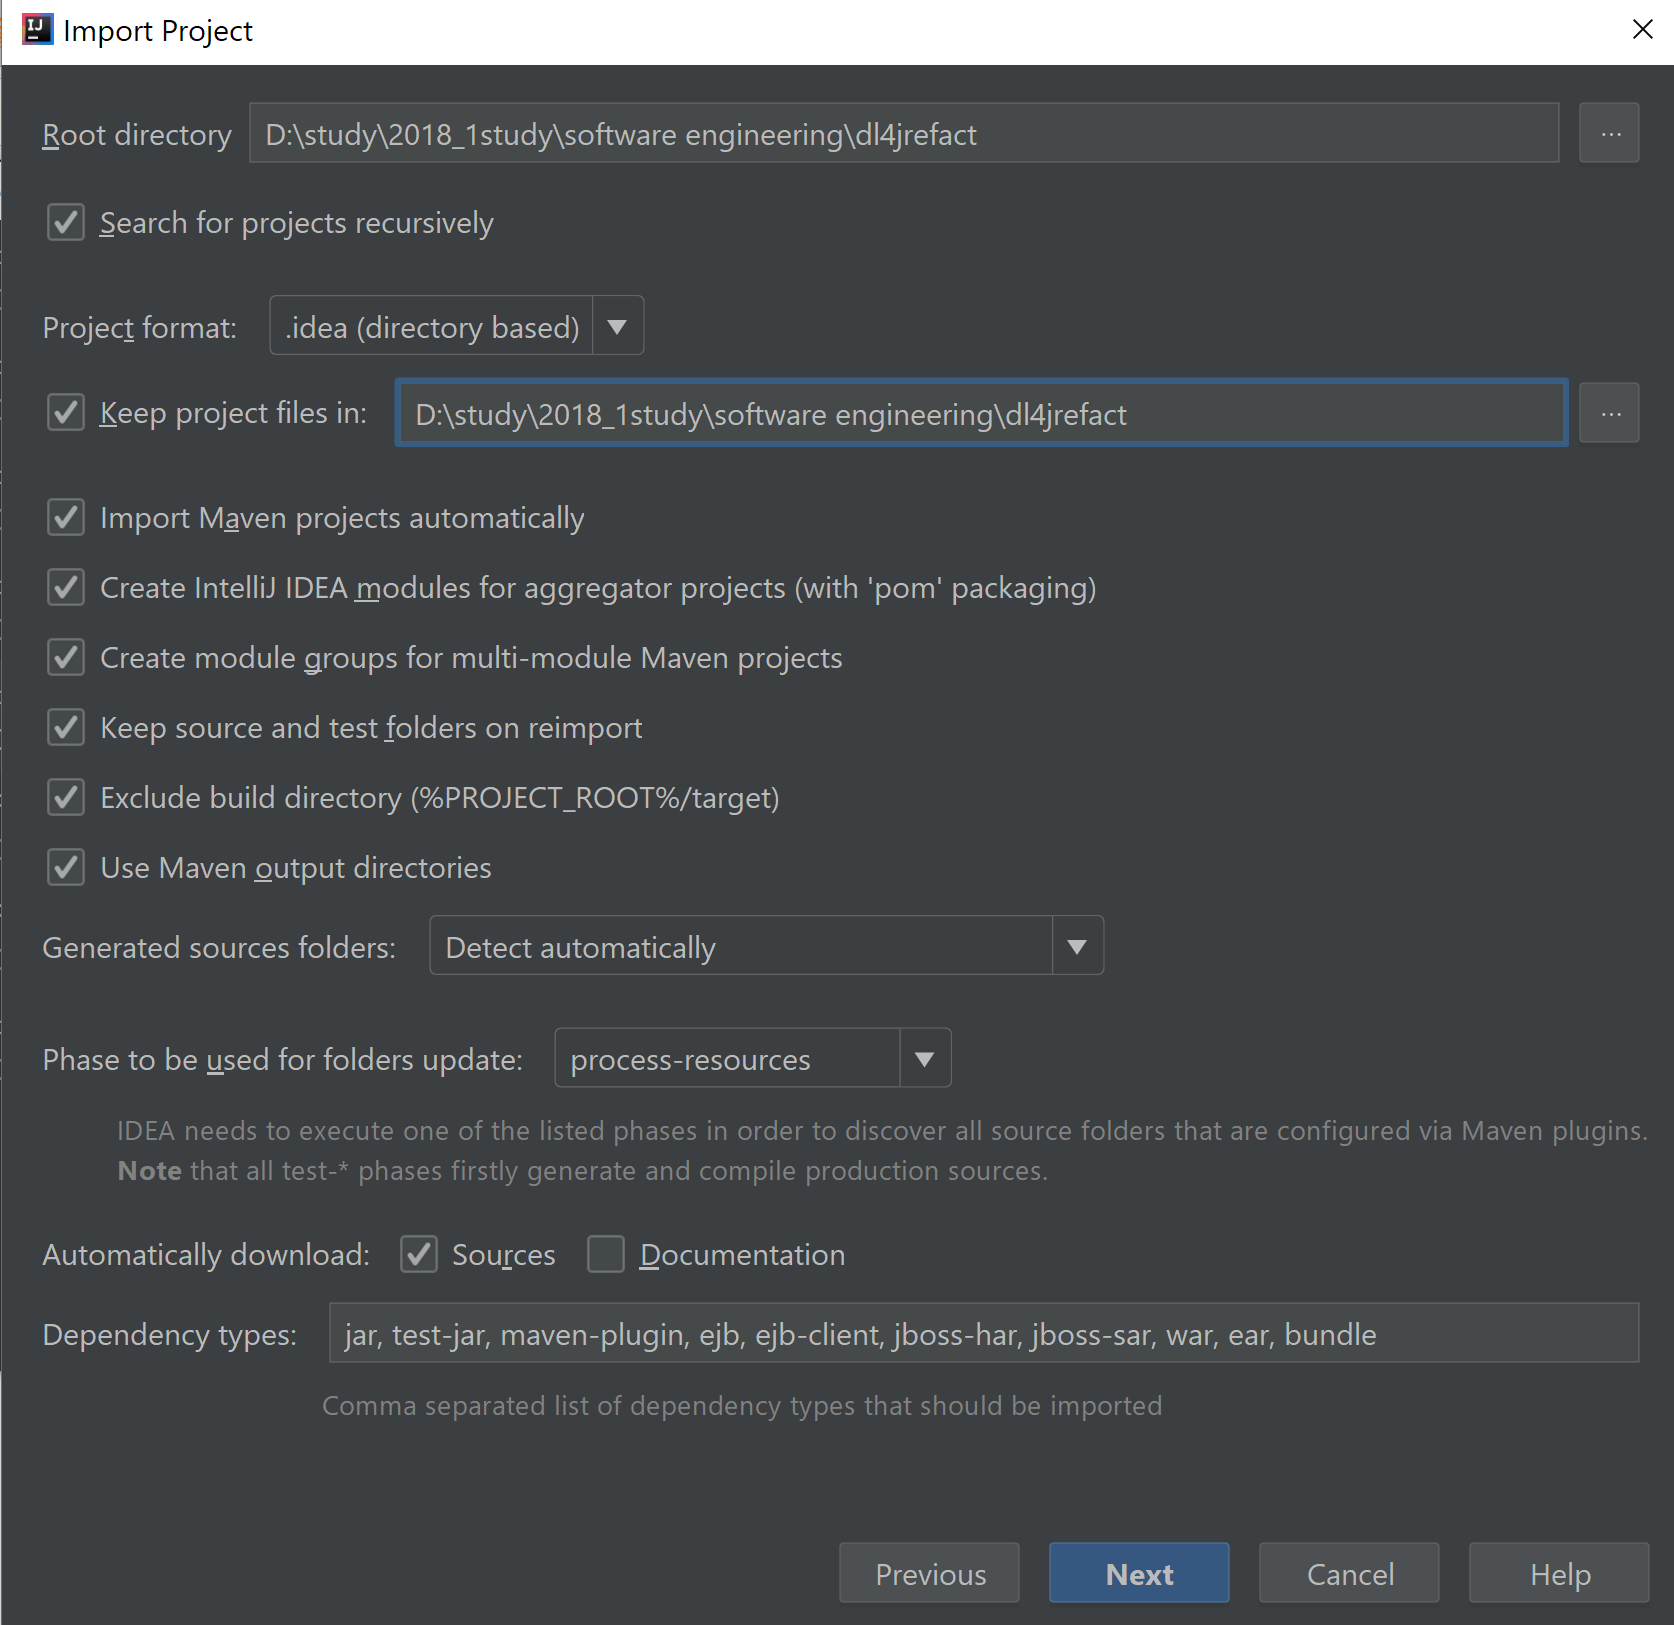 IJ
Import Project
Root directory D:\study\2018_1study\software engineering\dl4jrefact ...
Search for projects recursively
Project format: .idea (directory based)
Keep project files in: D:\study\2018_1study\software engineering\dl4jrefact ...
Import Maven projects automatically
Create IntelliJ IDEA modules for aggregator projects (with 'pom' packaging)
Create module groups for multi-module Maven projects
Keep source and test folders on reimport
Exclude build directory (%PROJECT_ROOT%/target)
Use Maven output directories
Generated sources folders: Detect automatically
Phase to be used for folders update: process-resources
IDEA needs to execute one of the listed phases in order to discover all source folders that are configured via Maven plugins.
Note that all test-* phases firstly generate and compile production sources.
Automatically download: Sources Documentation
Dependency types: jar, test-jar, maven-plugin, ejb, ejb-client, jboss-har, jboss-sar, war, ear, bundle
Comma separated list of dependency types that should be imported
Previous Next Cancel Help